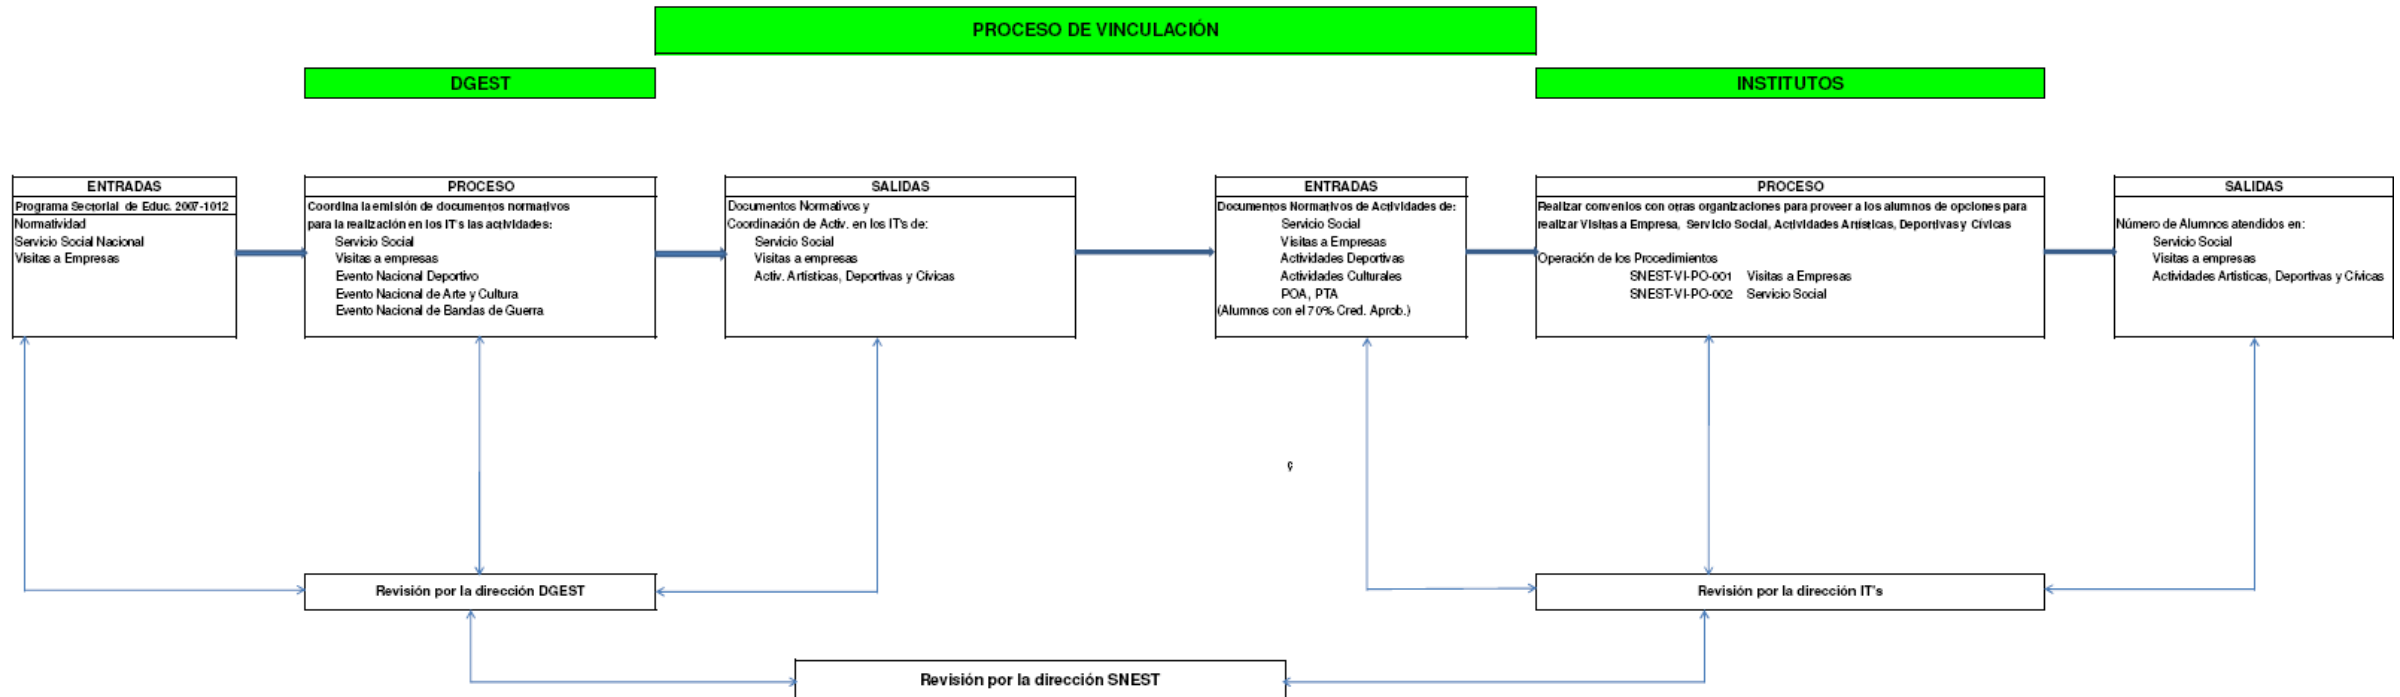 PROCESO DE VINCULACIÓN
DGEST
INSTITUTOS
ENTRADAS
Programa Sectorial de Educ. 2007-1012
Normatividad
Servicio Social Nacional
Visitas a Empresas
PROCESO
Coordina la emisión de documentos normativos
para la realización en los IT's las actividades:
Servicio Social
Visitas a empresas
Evento Nacional Deportivo
Evento Nacional de Arte y Cultura
Evento Nacional de Bandas de Guerra
SALIDAS
Documentos Normativos y
Coordinación de Activ. en los IT's de:
Servicio Social
Visitas a empresas
Activ. Artísticas, Deportivas y Cívicas
ENTRADAS
Documentos Normativos de Actividades de:
Servicio Social
Visitas a Empresas
Actividades Deportivas
Actividades Culturales
POA, PTA
(Alumnos con el 70% Cred. Aprob.)
PROCESO
Realizar convenios con otras organizaciones para proveer a los alumnos de opciones para
realizar Visitas a Empresa, Servicio Social, Actividades Artísticas, Deportivas y Cívicas
Operación de los Procedimientos
SNEST-VI-PO-001 Visitas a Empresas
SNEST-VI-PO-002 Servicio Social
SALIDAS
Número de Alumnos atendidos en:
Servicio Social
Visitas a empresas
Actividades Artísticas, Deportivas y Cívicas
ç
Revisión por la dirección DGEST
Revisión por la dirección IT's
Revisión por la dirección SNEST